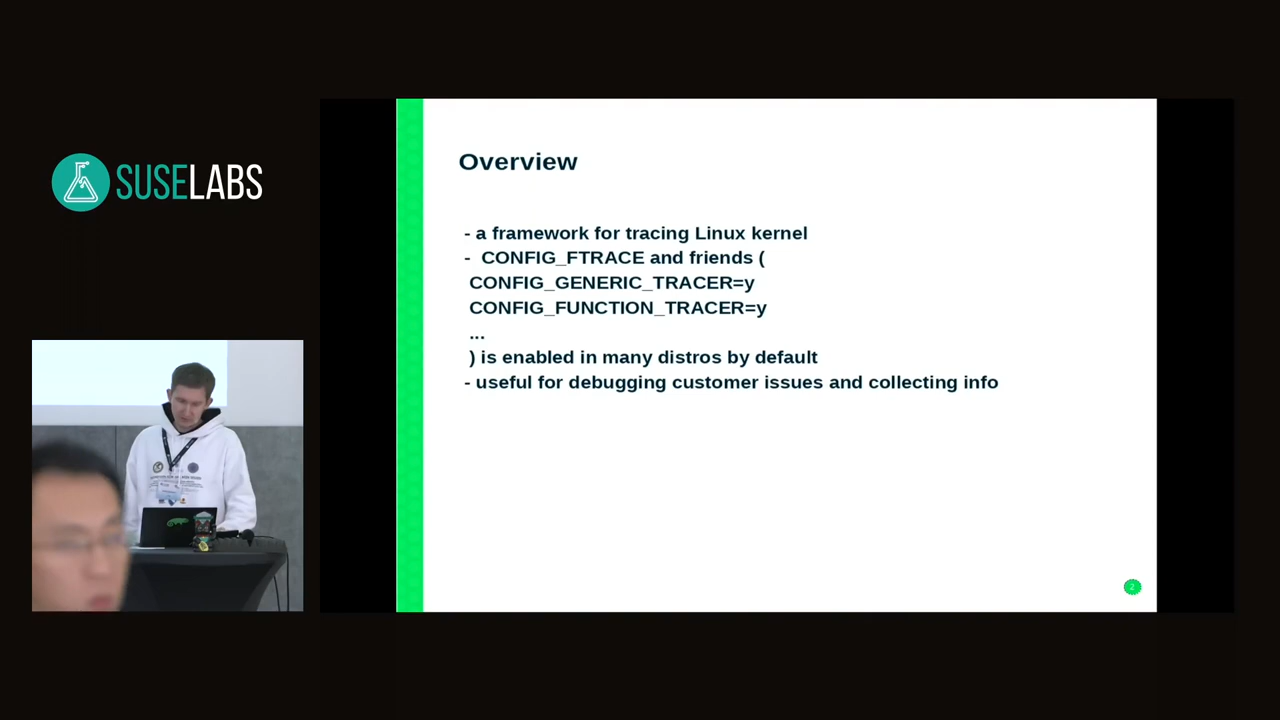 SUSELABS
Overview
- a framework for tracing Linux kernel
- CONFIG_FTRACE and friends (
CONFIG_GENERIC_TRACER=y
CONFIG_FUNCTION_TRACER=y
...
) is enabled in many distros by default
- useful for debugging customer issues and collecting info
2